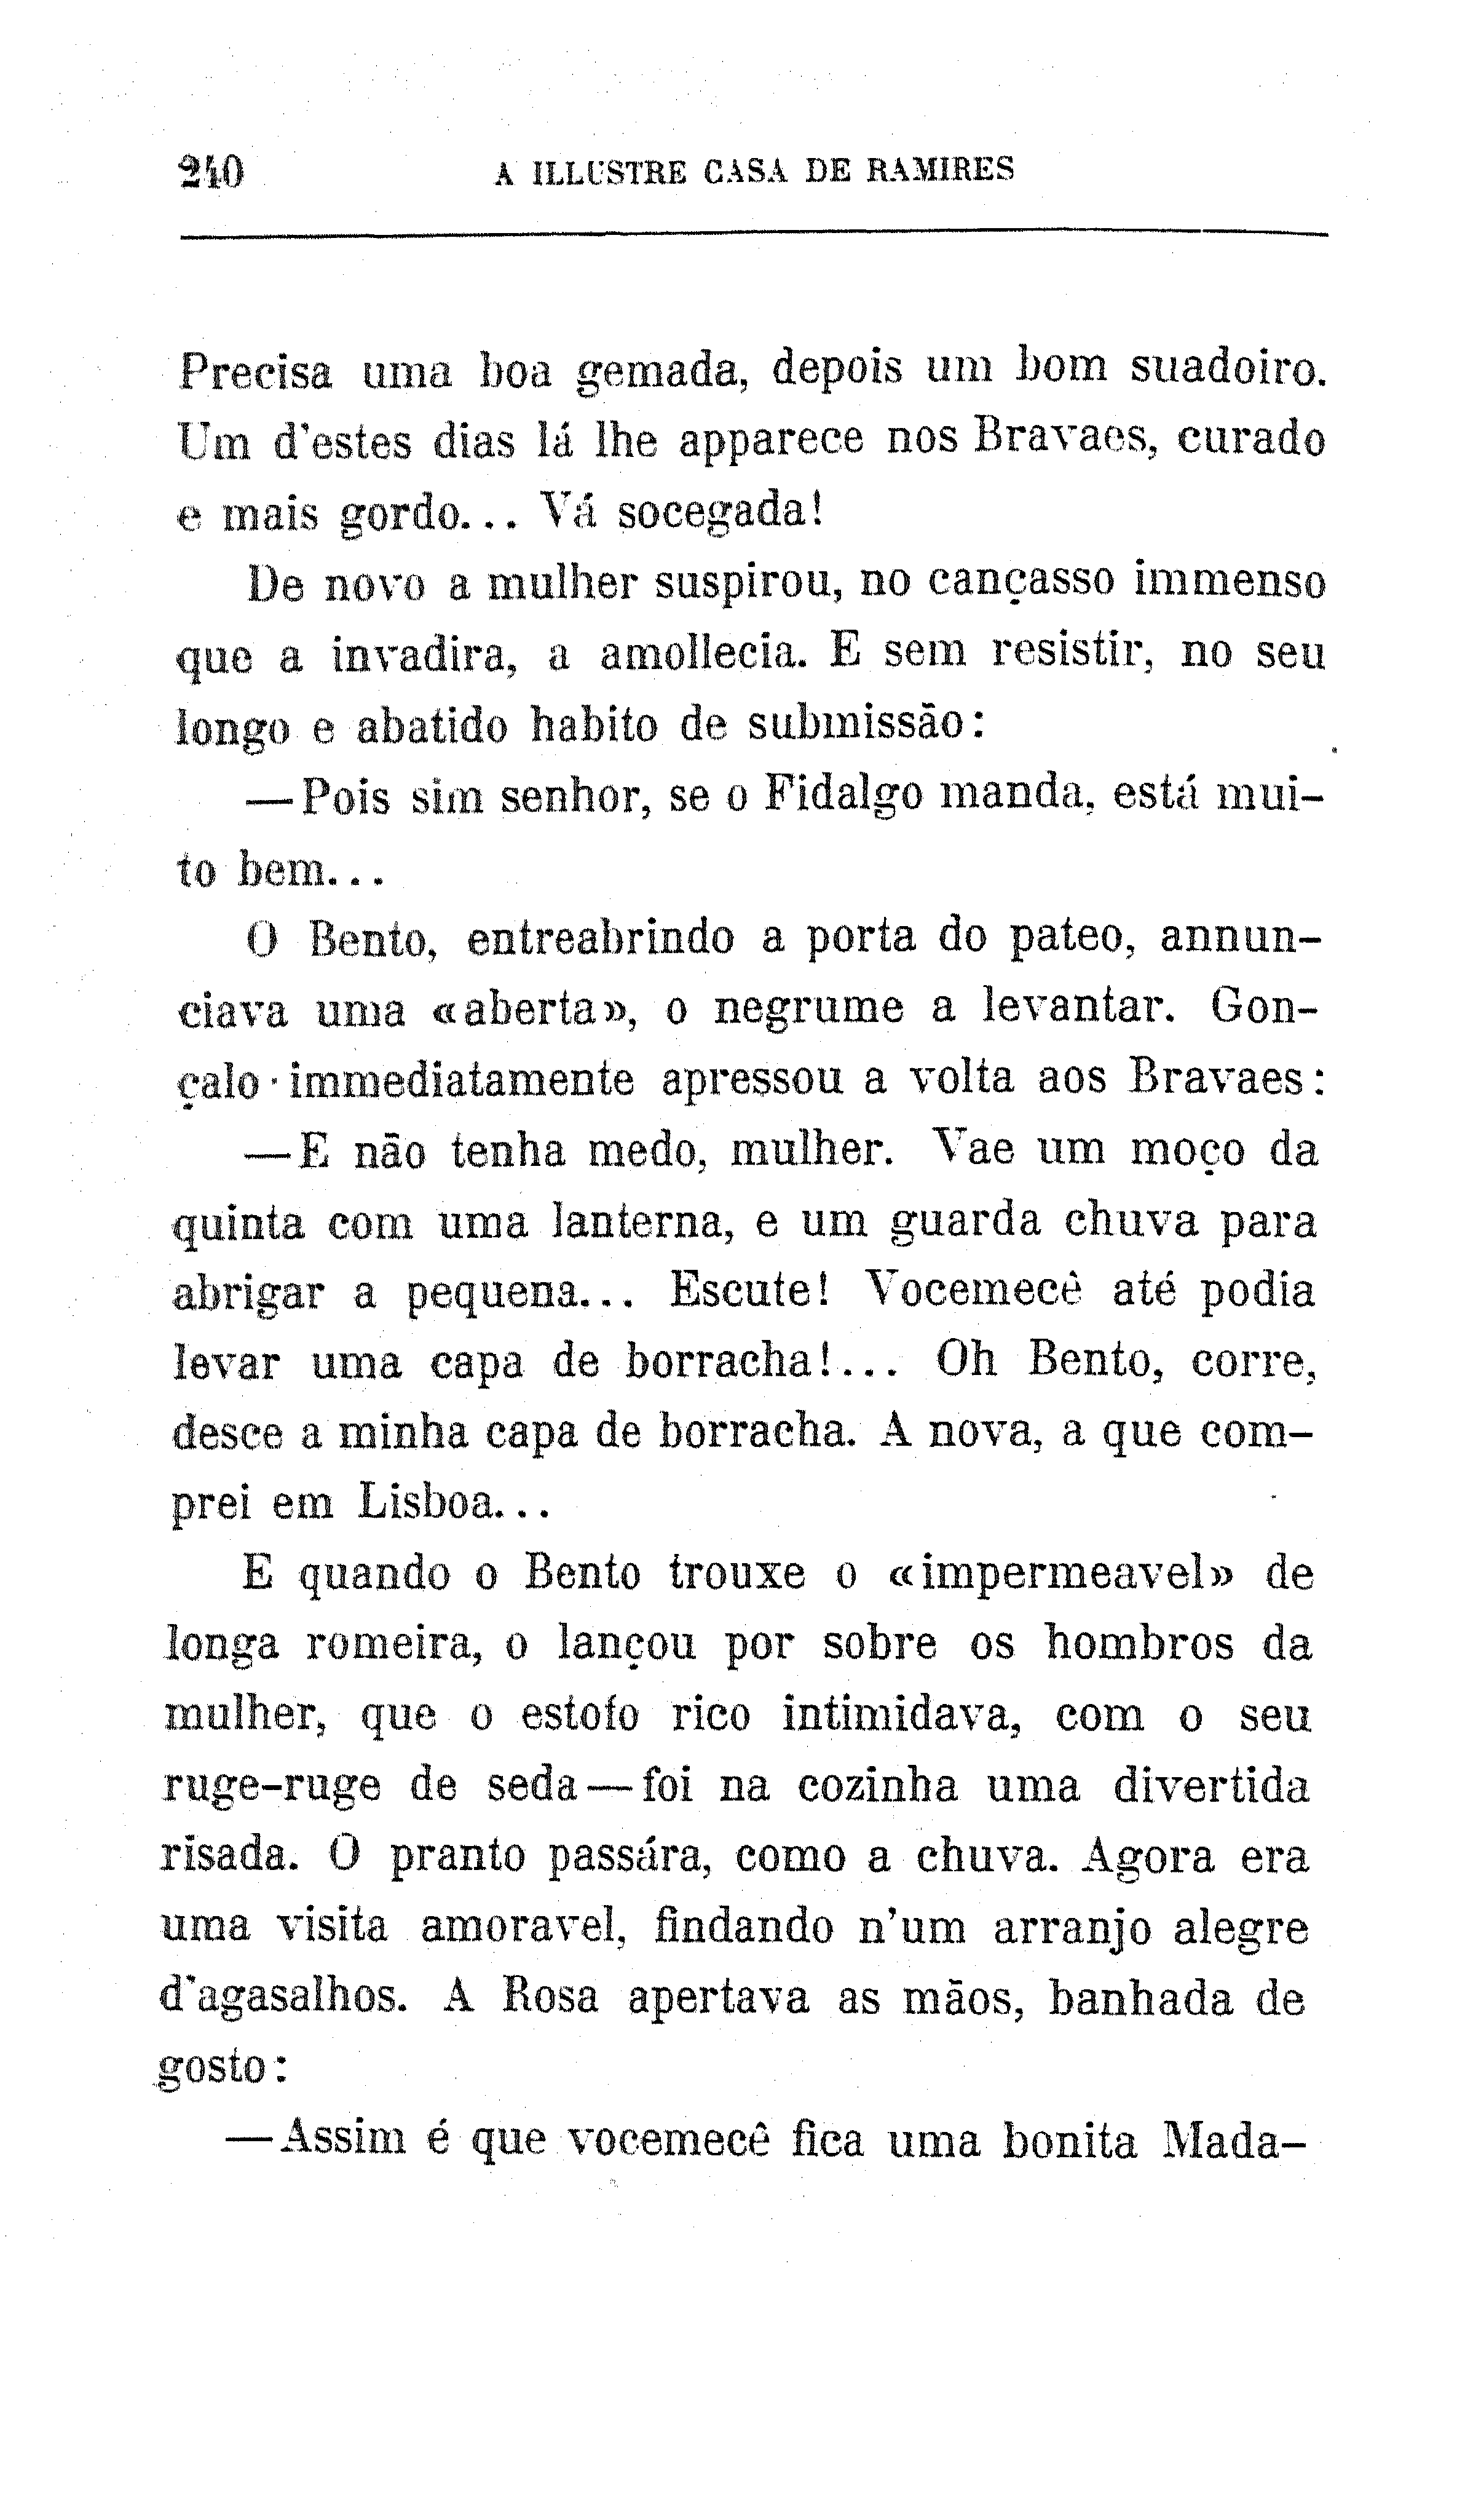 240 A ILLUSTRE CASA DE RAMIRES
Precisa uma boa gemada, depois um bom suadoiro.
Um d'estes dias lá lhe apparece nos Bravaes, curado
e mais gordo... Vá socegada!
De novo a mulher suspirou, no cançasso immenso
que a invadira, a amollecia. E sem resistir, no seu
longo e abatido habito de submissão:
—Pois sim senhor, se o Fidalgo manda, está mui-
to bem...
O Bento, entreabrindo a porta do pateo, annun-
ciava uma «aberta», o negrume a levantar. Gon-
çalo immediatamente apressou a volta aos Bravaes:
—E não tenha medo, mulher. Vae um moço da
quinta com uma lanterna, e um guarda chuva para
abrigar a pequena... Escute! Vocemecê até podia
levar uma capa de borracha!... Oh Bento, corre,
desce a minha capa de borracha. A nova, a que com-
prei em Lisboa...
E quando o Bento trouxe o «impermeavel» de
longa romeira, o lançou por sobre os hombros da
mulher, que o estofo rico intimidava, com o seu
ruge-ruge de seda—foi na cozinha uma divertida
risada. O pranto passára, como a chuva. Agora era
uma visita amoravel, findando n'um arranjo alegre
d'agasalhos. A Rosa apertava as mãos, banhada de
gosto:
—Assim é que vocemecê fica uma bonita Mada-